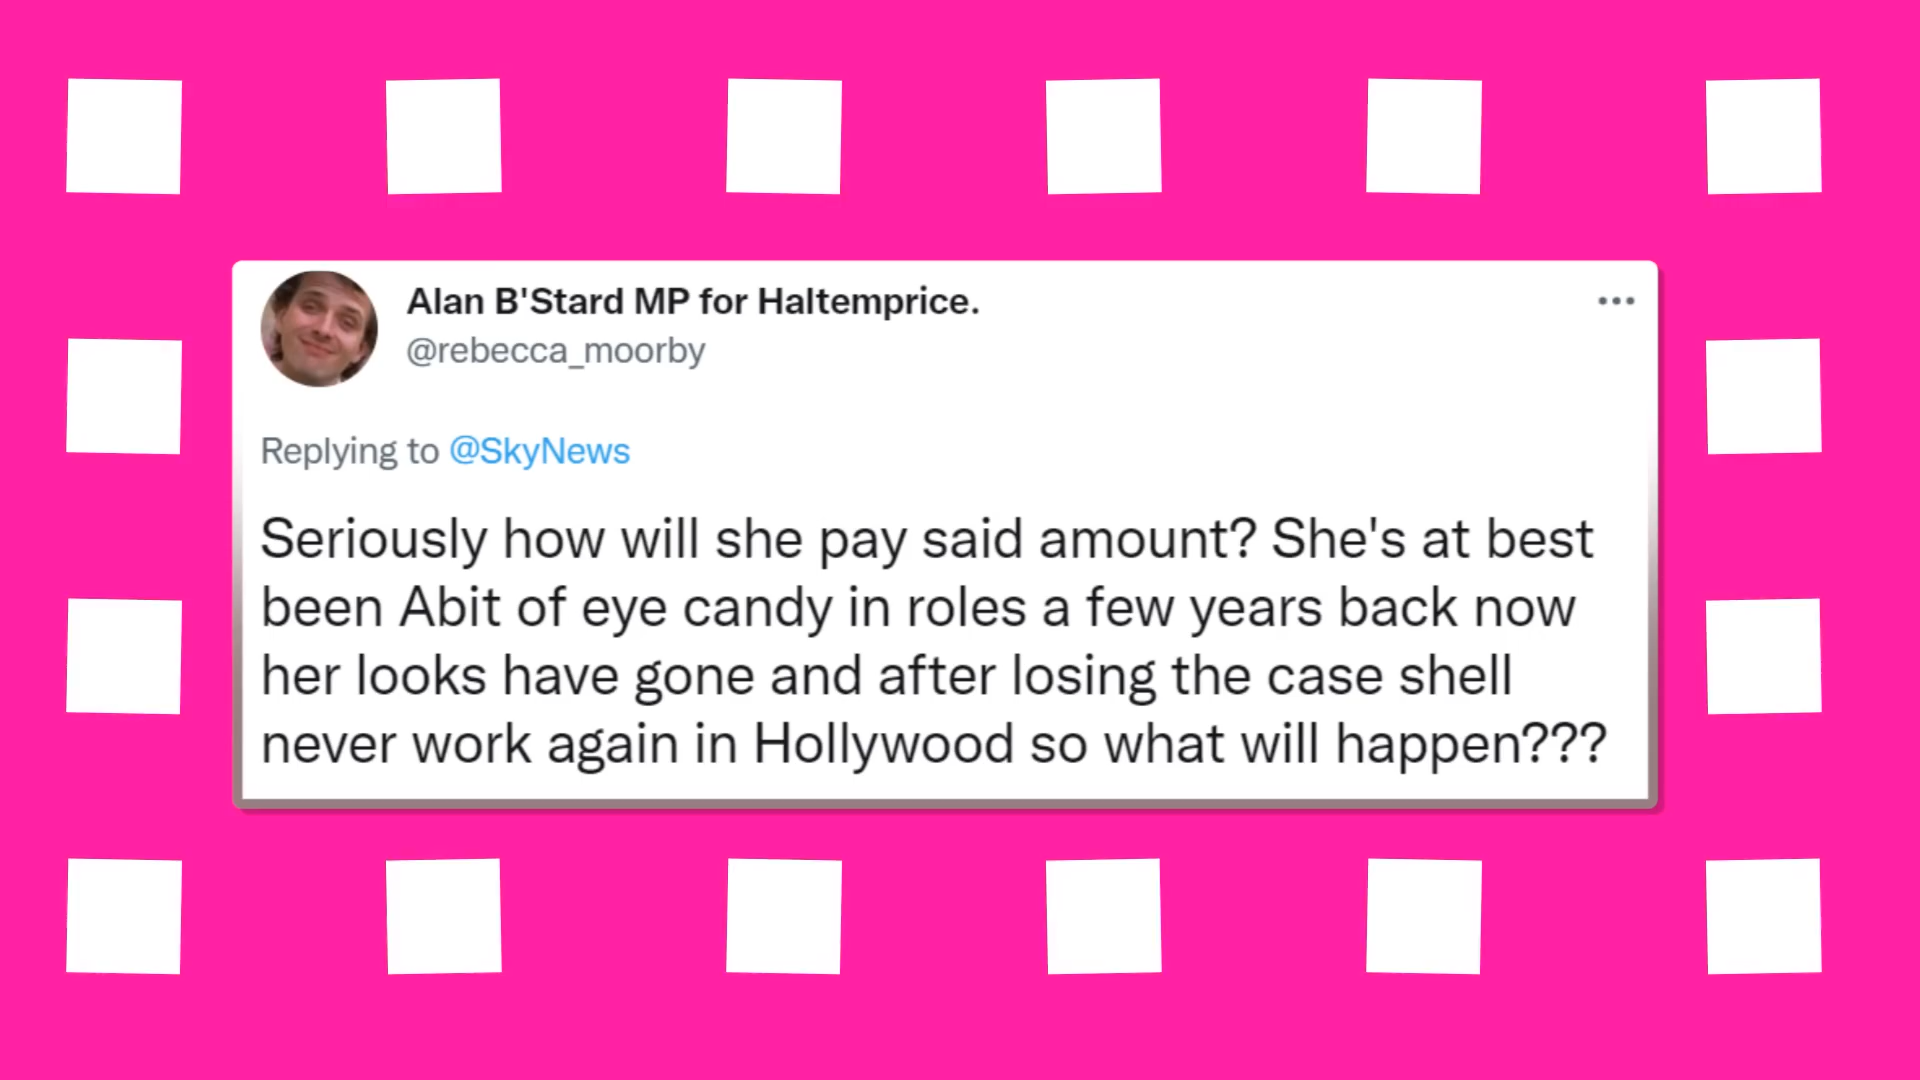 Alan B'Stard MP for Haltemprice.
@rebecca_moorby
Replying to @SkyNews
Seriously how will she pay said amount? She's at best
been Abit of eye candy in roles a few years back now
her looks have gone and after losing the case shell
never work again in Hollywood so what will happen???